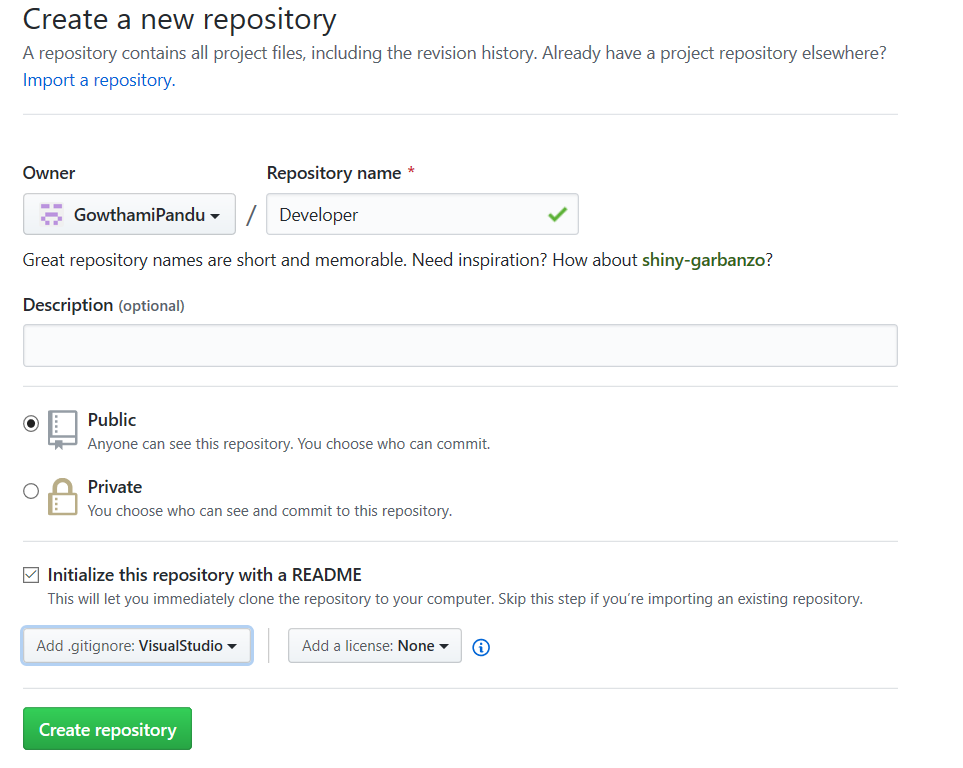 Create a new repository
A repository contains all project files, including the revision history. Already have a project repository elsewhere?
Import a repository.
Owner
Repository name *
GowthamiPandu
/
Developer
Great repository names are short and memorable. Need inspiration? How about shiny-garbanzo?
Description (optional)
Public
Anyone can see this repository. You choose who can commit.
Private
You choose who can see and commit to this repository.
Initialize this repository with a README
This will let you immediately clone the repository to your computer. Skip this step if you’re importing an existing repository.
Add .gitignore: VisualStudio
Add a license: None
Create repository